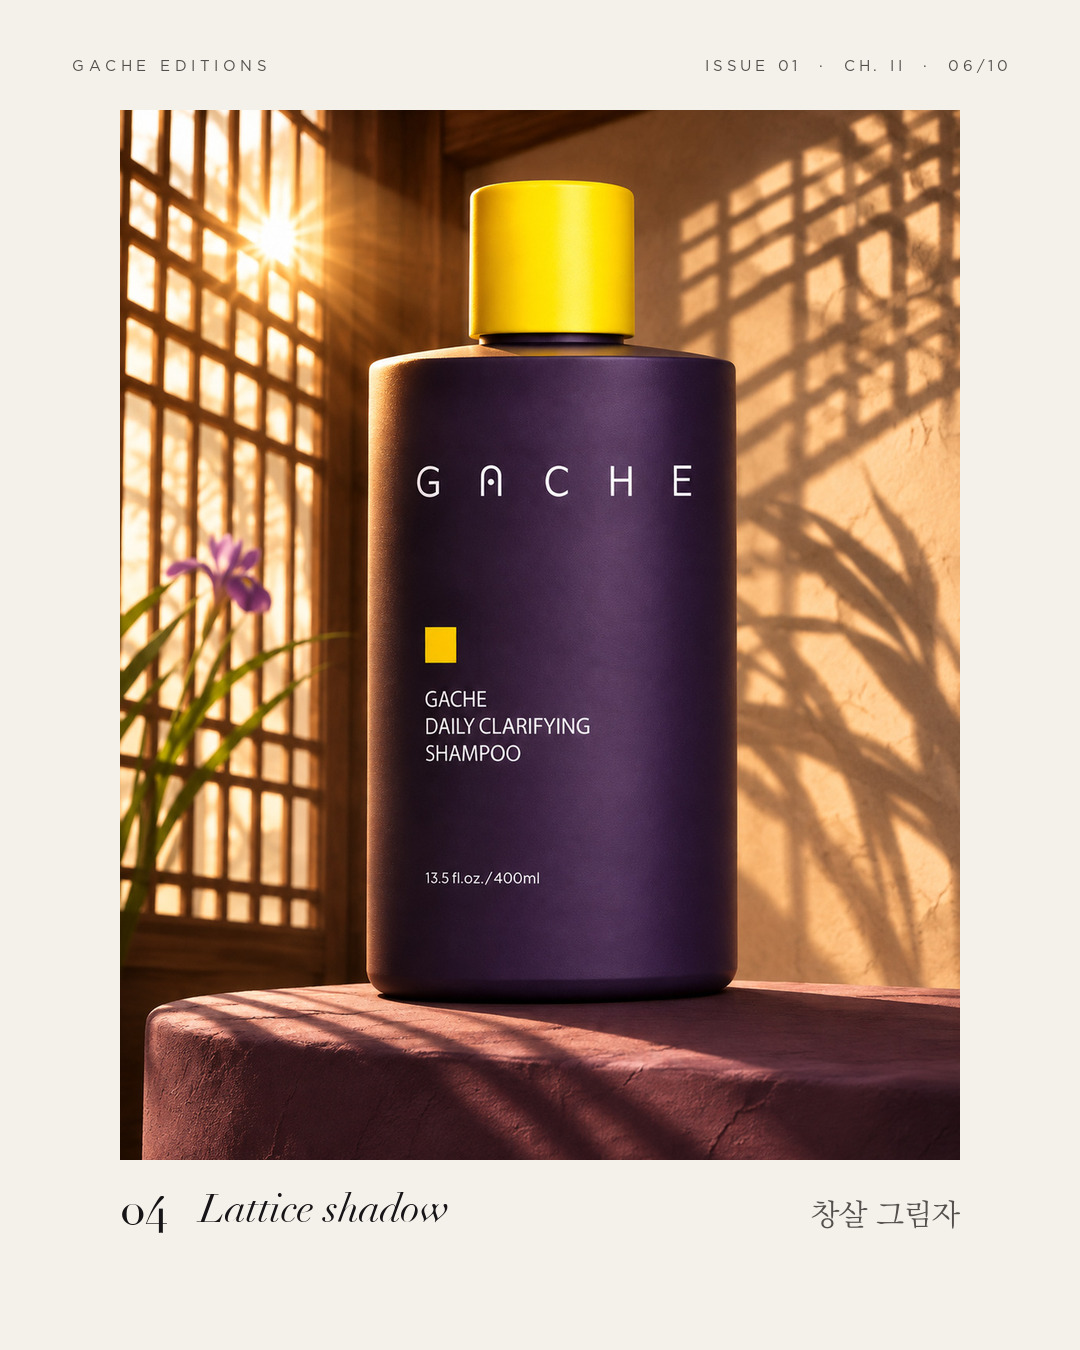 GACHE EDITIONS
ISSUE 01 · CH. II · 06/10
GACHE
GACHE
DAILY CLARIFYING
SHAMPOO
13.5 fl.oz./400ml
04 Lattice shadow
창살 그림자